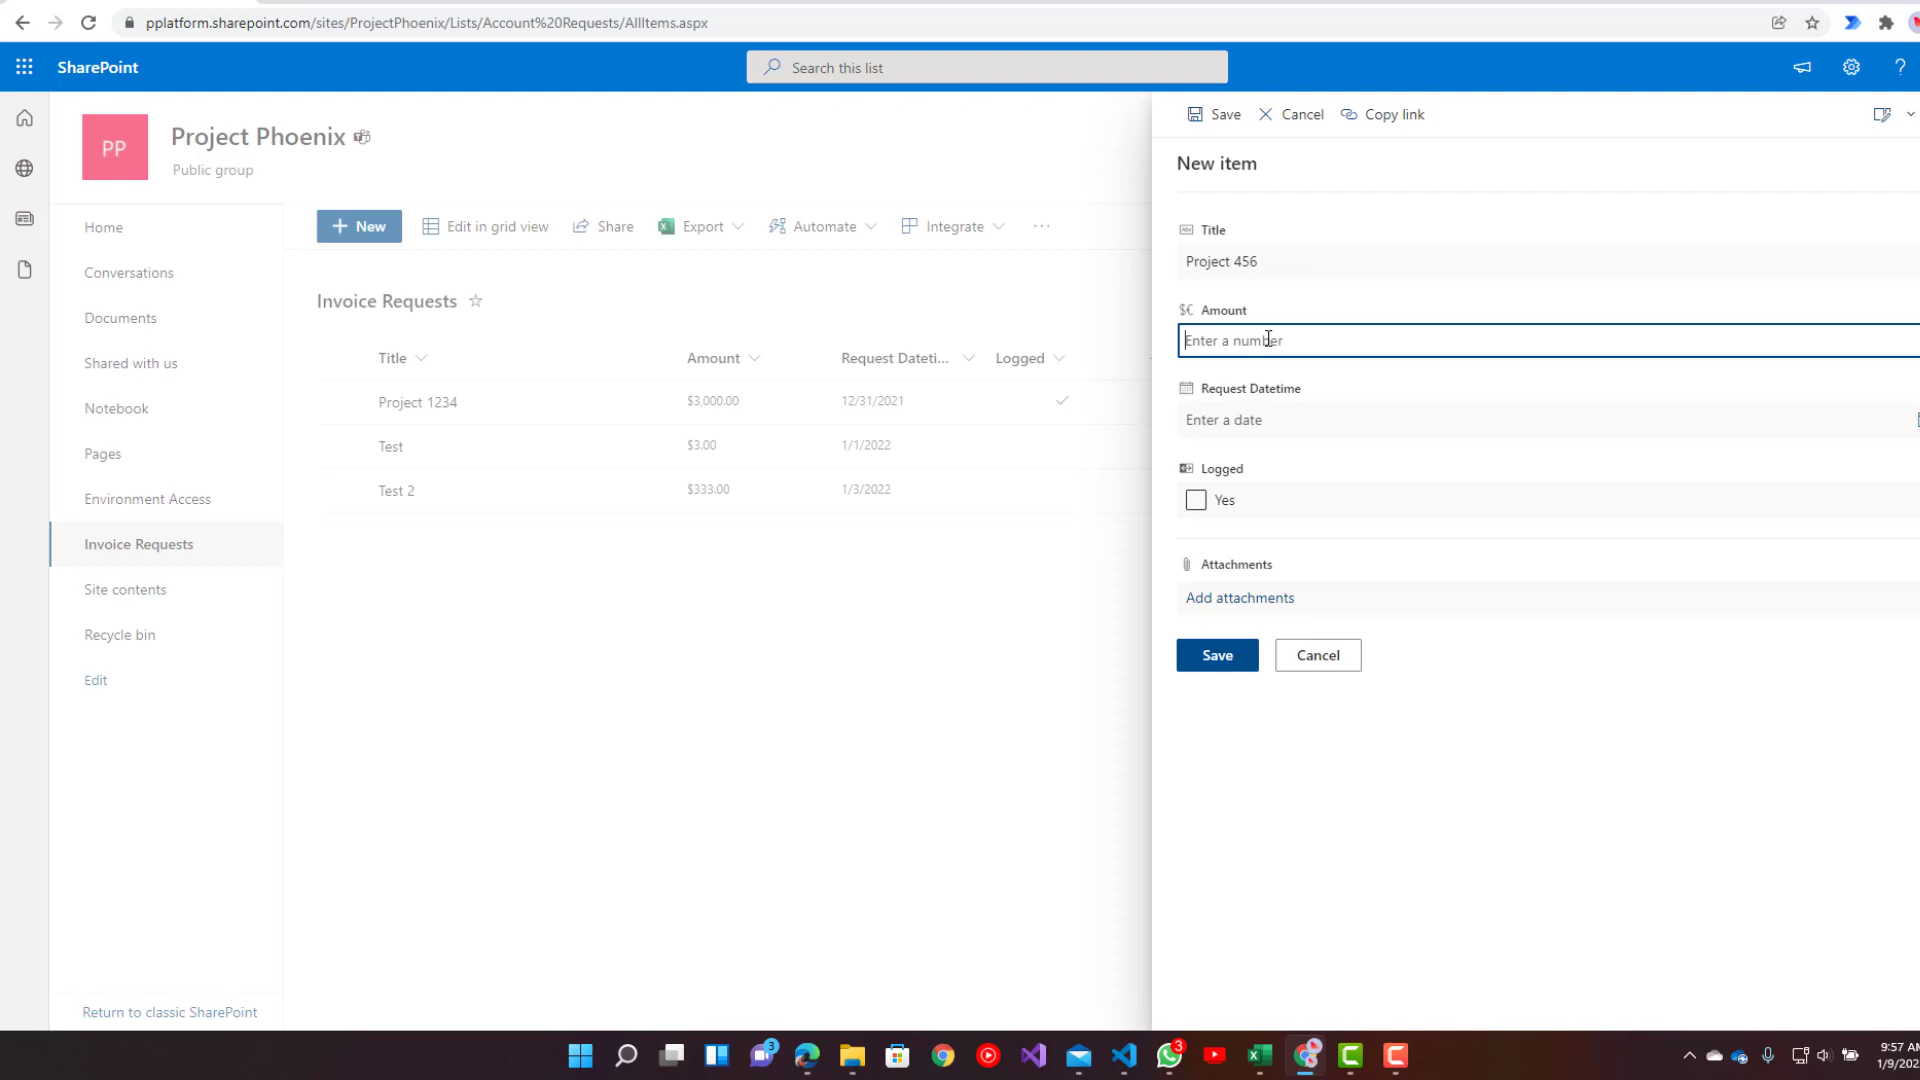 pplatform.sharepoint.com/sites/ProjectPhoenix/Lists/Account%20Requests/AllItems.aspx
SharePoint
Search this list
?
PP
Project Phoenix
Public group
Home
Conversations
Documents
Shared with us
Notebook
Pages
Environment Access
Invoice Requests
Site contents
Recycle bin
Edit
Return to classic SharePoint
New
Edit in grid view
Share
Export
Automate
Integrate
...
Invoice Requests
Title Amount Request Dateti... Logged
Project 1234 $3,000.00 12/31/2021
Test $3.00 1/1/2022
Test 2 $333.00 1/3/2022
Save
Cancel
Copy link
New item
Title
Project 456
Amount
Enter a number
Request Datetime
Enter a date
Logged
Yes
Attachments
Add attachments
Save
Cancel
3
3
9:57 AM
1/9/202